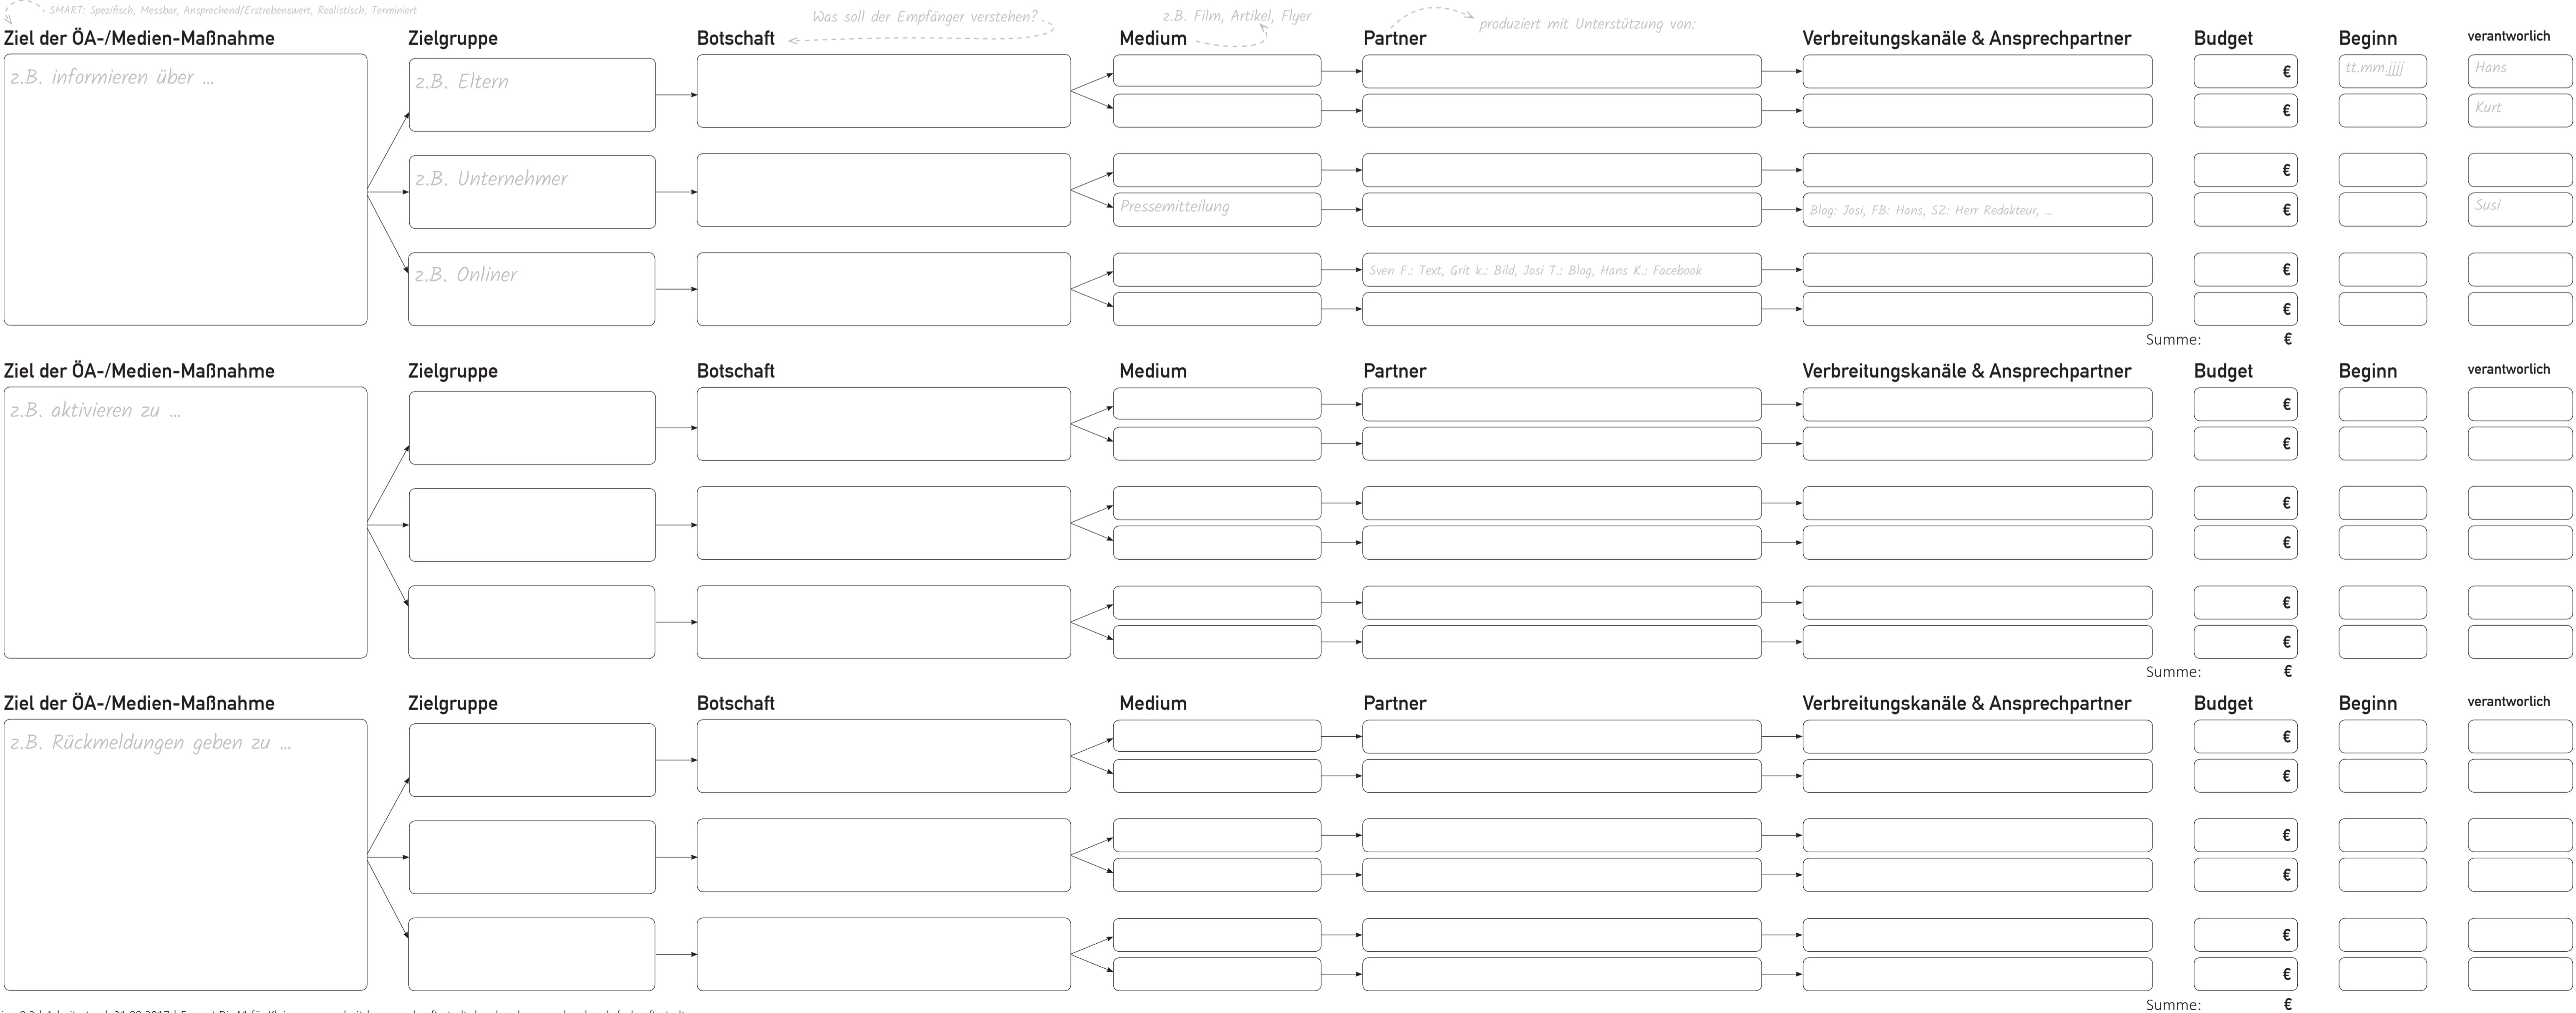 SMART: Spezifisch, Messbar, Ansprechend/Erstrebenswert, Realistisch, Terminiert
Was soll der Empfänger verstehen?
z.B. Film, Artikel, Flyer
produziert mit Unterstützung von:
Ziel der ÖA-/Medien-Maßnahme Zielgruppe Botschaft Medium Partner Verbreitungskanäle & Ansprechpartner Budget Beginn verantworlich
z.B. informieren über ...
z.B. Eltern
€ tt.mm.jjjj Hans
€ Kurt
z.B. Unternehmer
€
Pressemitteilung Blog: Josi, FB: Hans, SZ: Herr Redakteur, ... € Susi
z.B. Onliner
Sven F.: Text, Grit k.: Bild, Josi T.: Blog, Hans K.: Facebook €
€
Summe: €
Ziel der ÖA-/Medien-Maßnahme Zielgruppe Botschaft Medium Partner Verbreitungskanäle & Ansprechpartner Budget Beginn verantworlich
z.B. aktivieren zu ...
€
€
€
€
€
€
Summe: €
Ziel der ÖA-/Medien-Maßnahme Zielgruppe Botschaft Medium Partner Verbreitungskanäle & Ansprechpartner Budget Beginn verantworlich
z.B. Rückmeldungen geben zu ...
€
€
€
€
€
€
Summe: €